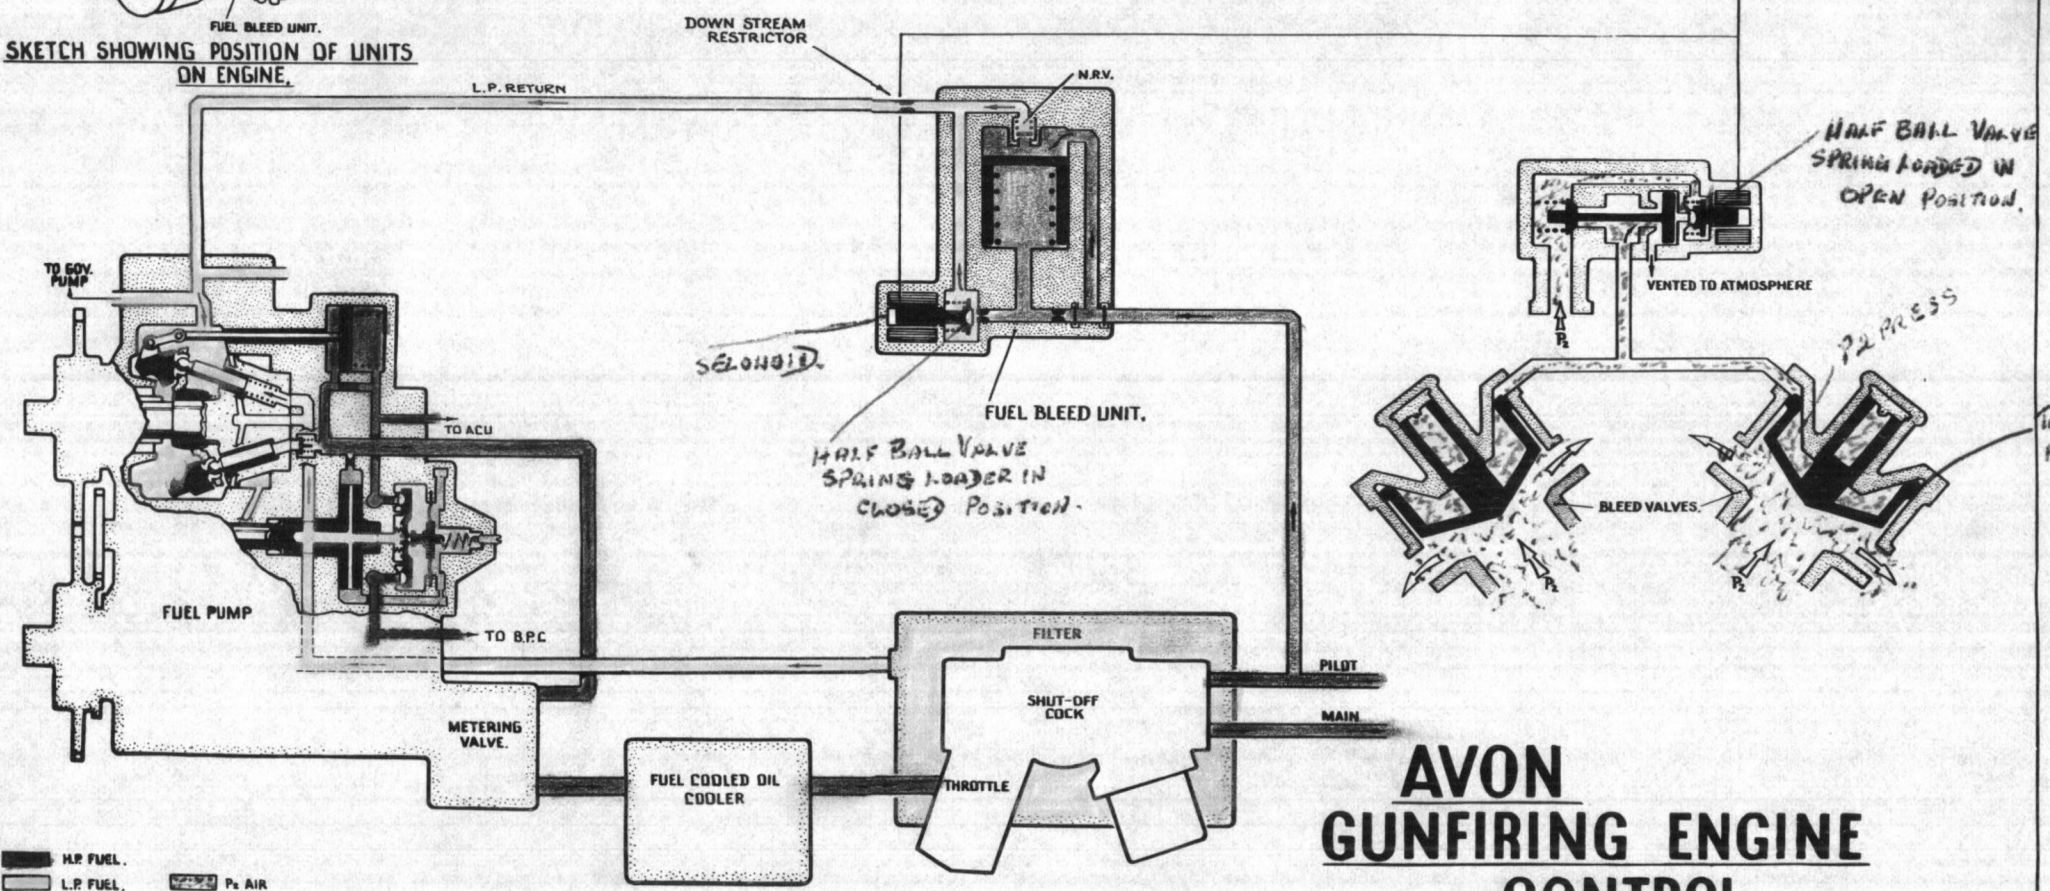 FUEL BLEED UNIT.
SKETCH SHOWING POSITION OF UNITS
ON ENGINE.
DOWN STREAM
RESTRICTOR
L.P. RETURN
N.R.V.
HALF BALL VALVE
SPRING LOADED IN
OPEN POSITION.
TO GOV.
PUMP
VENTED TO ATMOSPHERE
P2
P2 PRESS
SELONOID.
FUEL BLEED UNIT.
TO ACU
HALF BALL VALVE
SPRING LOADER IN
CLOSED POSITION.
BLEED VALVES.
P2
P2
FUEL PUMP
TO B.P.C
FILTER
PILOT
SHUT-OFF
COCK
MAIN
METERING
VALVE.
FUEL COOLED OIL
COOLER
THROTTLE
AVON
GUNFIRING ENGINE
CONTROL
H.P. FUEL.
L.P. FUEL.
P2 AIR